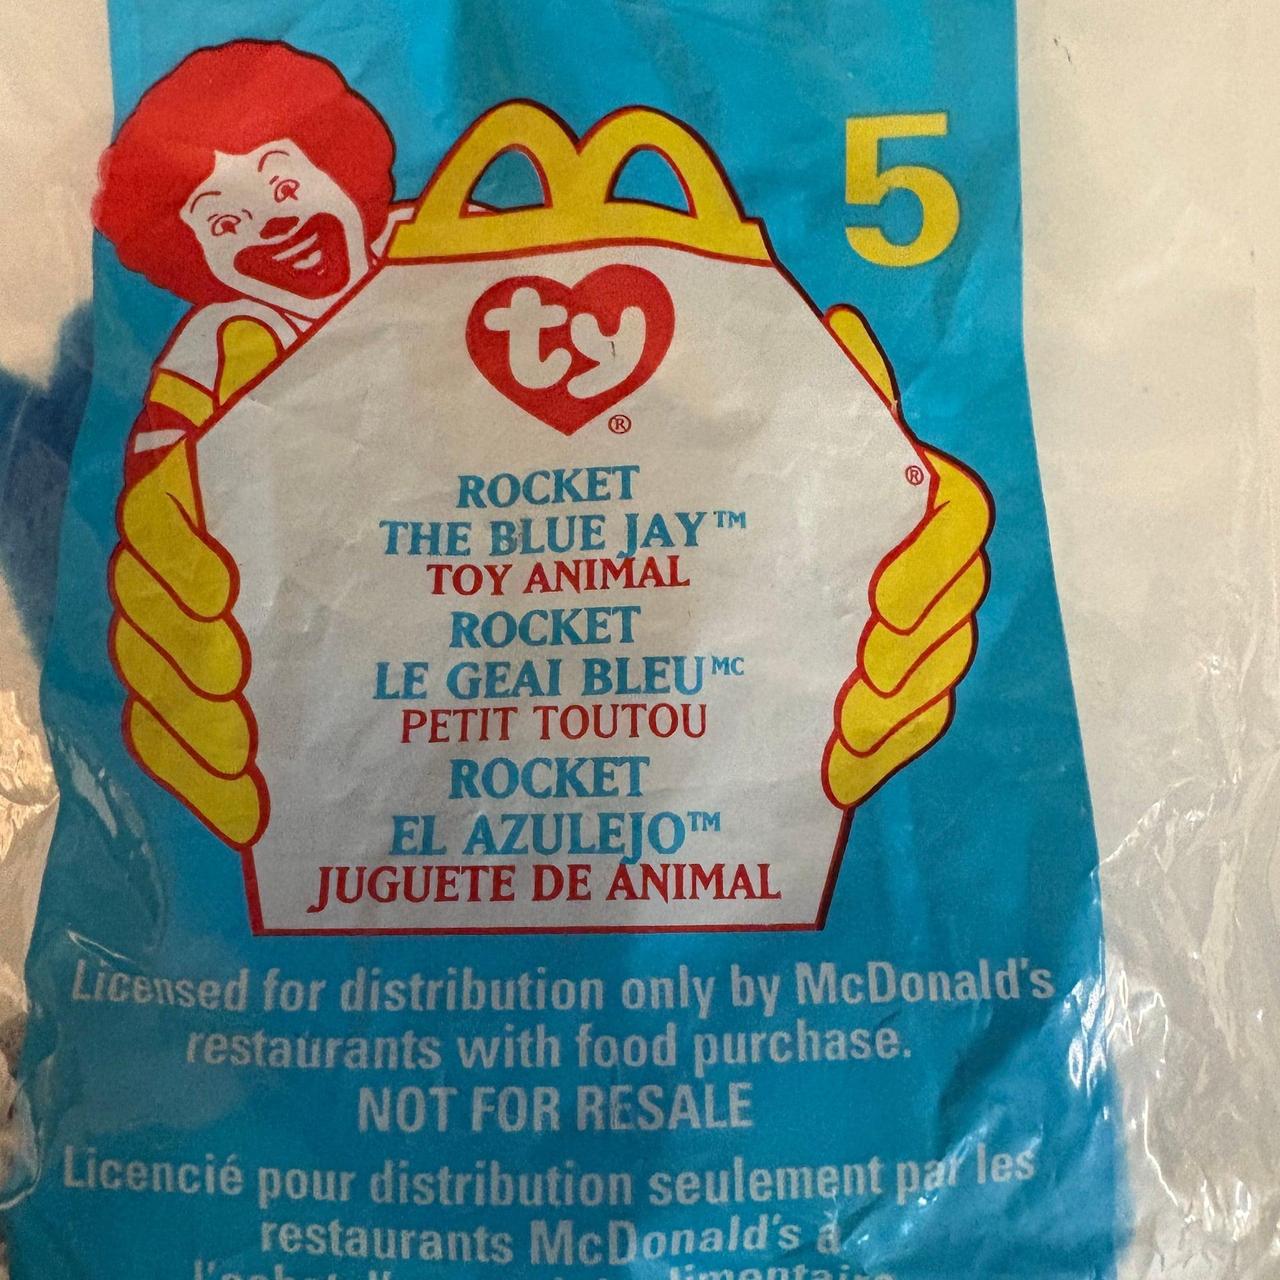 5
ty®
®
ROCKET
THE BLUE JAY™
TOY ANIMAL
ROCKET
LE GEAI BLEUMC
PETIT TOUTOU
ROCKET
EL AZULEJO™
JUGUETE DE ANIMAL
Licensed for distribution only by McDonald's
restaurants with food purchase.
NOT FOR RESALE
Licencié pour distribution seulement par les
restaurants McDonald's à